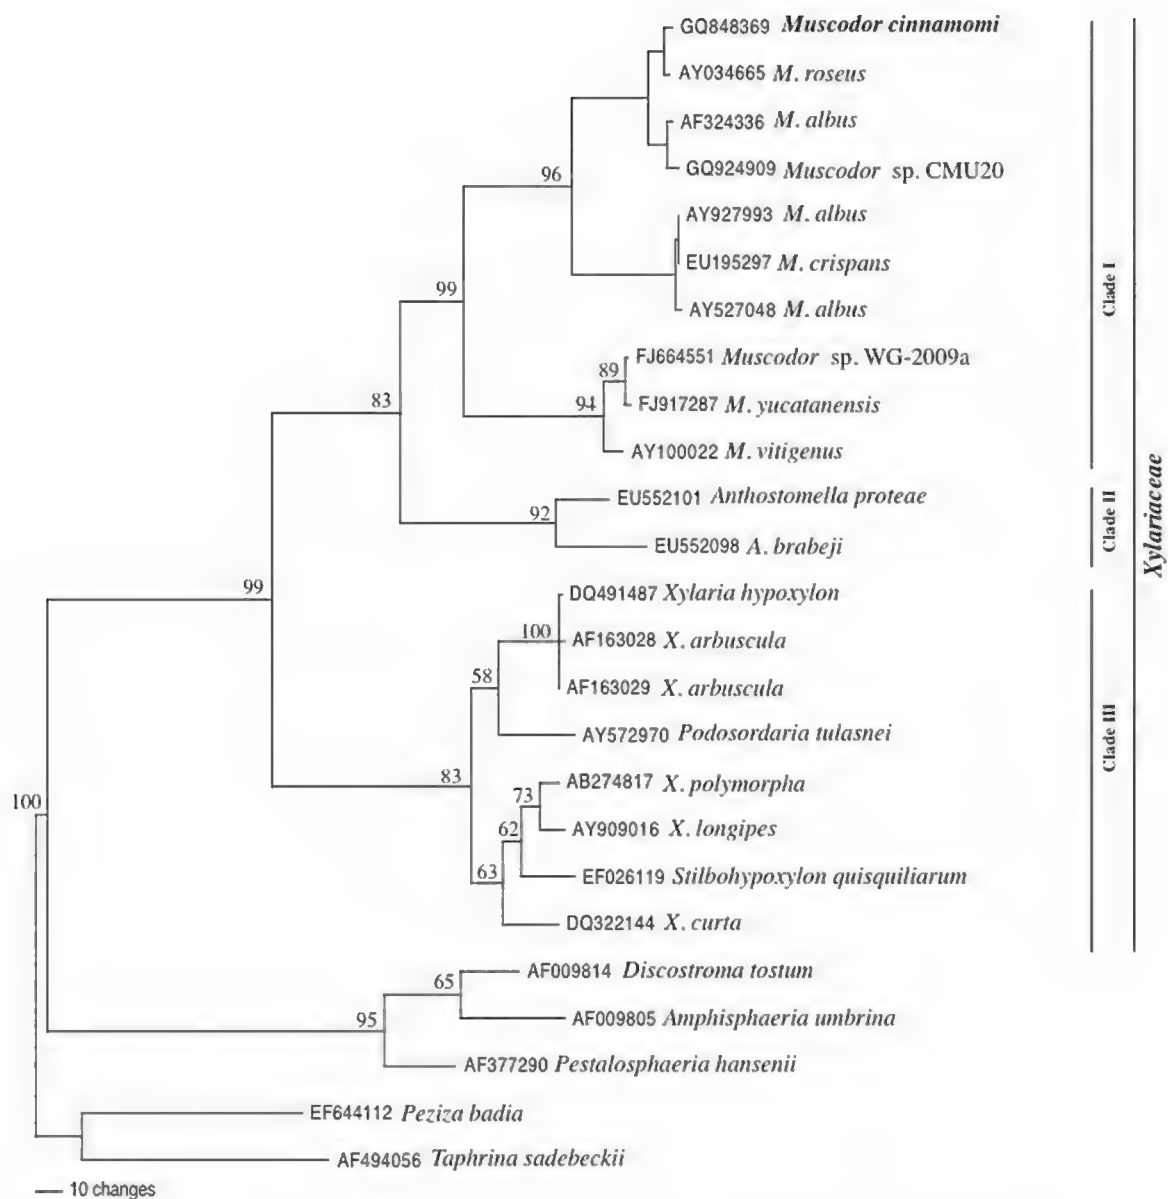 GQ848369 Muscodor cinnamomi
AY034665 M. roseus
AF324336 M. albus
GQ924909 Muscodor sp. CMU20
96
AY927993 M. albus
EU195297 M. crispans
AY527048 M. albus
99
FJ664551 Muscodor sp. WG-2009a
89
FJ917287 M. yucatanensis
94
AY100022 M. vitigenus
83
EU552101 Anthostomella proteae
92
EU552098 A. brabeji
99
DQ491487 Xylaria hypoxylon
100
AF163028 X. arbuscula
AF163029 X. arbuscula
58
AY572970 Podosordaria tulasnei
83
AB274817 X. polymorpha
73
AY909016 X. longipes
62
EF026119 Stilbohypoxylon quisquiliarum
63
DQ322144 X. curta
100
AF009814 Discostroma tostum
65
AF009805 Amphisphaeria umbrina
95
AF377290 Pestalosphaeria hansenii
EF644112 Peziza badia
AF494056 Taphrina sadebeckii
10 changes
Clade I
Clade II
Clade III
Xylariaceae